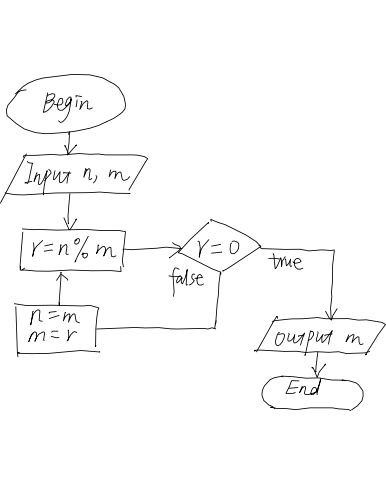 Begin
Input n, m
r=n% m
r=0
true
false
n=m
m=r
output m
End